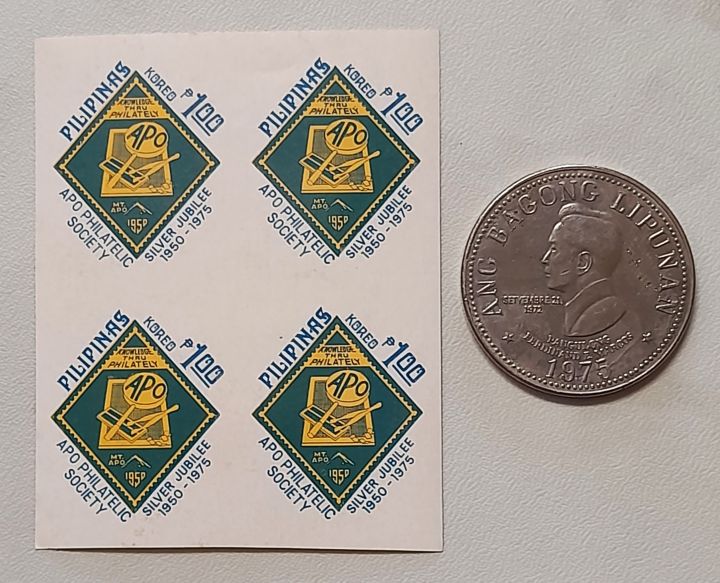 PILIPINAS
KOREO
₱1.00
KNOWLEDGE
THRU
PHILATELY
APO
MT.
APO
1950
APO PHILATELIC
SOCIETY
SILVER JUBILEE
1950-1975
PILIPINAS
KOREO
₱1.00
KNOWLEDGE
THRU
PHILATELY
APO
MT.
APO
1950
APO PHILATELIC
SOCIETY
SILVER JUBILEE
1950-1975
PILIPINAS
KOREO
₱1.00
KNOWLEDGE
THRU
PHILATELY
APO
MT.
APO
1950
APO PHILATELIC
SOCIETY
SILVER JUBILEE
1950-1975
PILIPINAS
KOREO
₱1.00
KNOWLEDGE
THRU
PHILATELY
APO
MT.
APO
1950
APO PHILATELIC
SOCIETY
SILVER JUBILEE
1950-1975
ANG BAGONG LIPUNAN
SETYEMBRE 21
1972
PANGULONG
FERDINAND E. MARCOS
1975